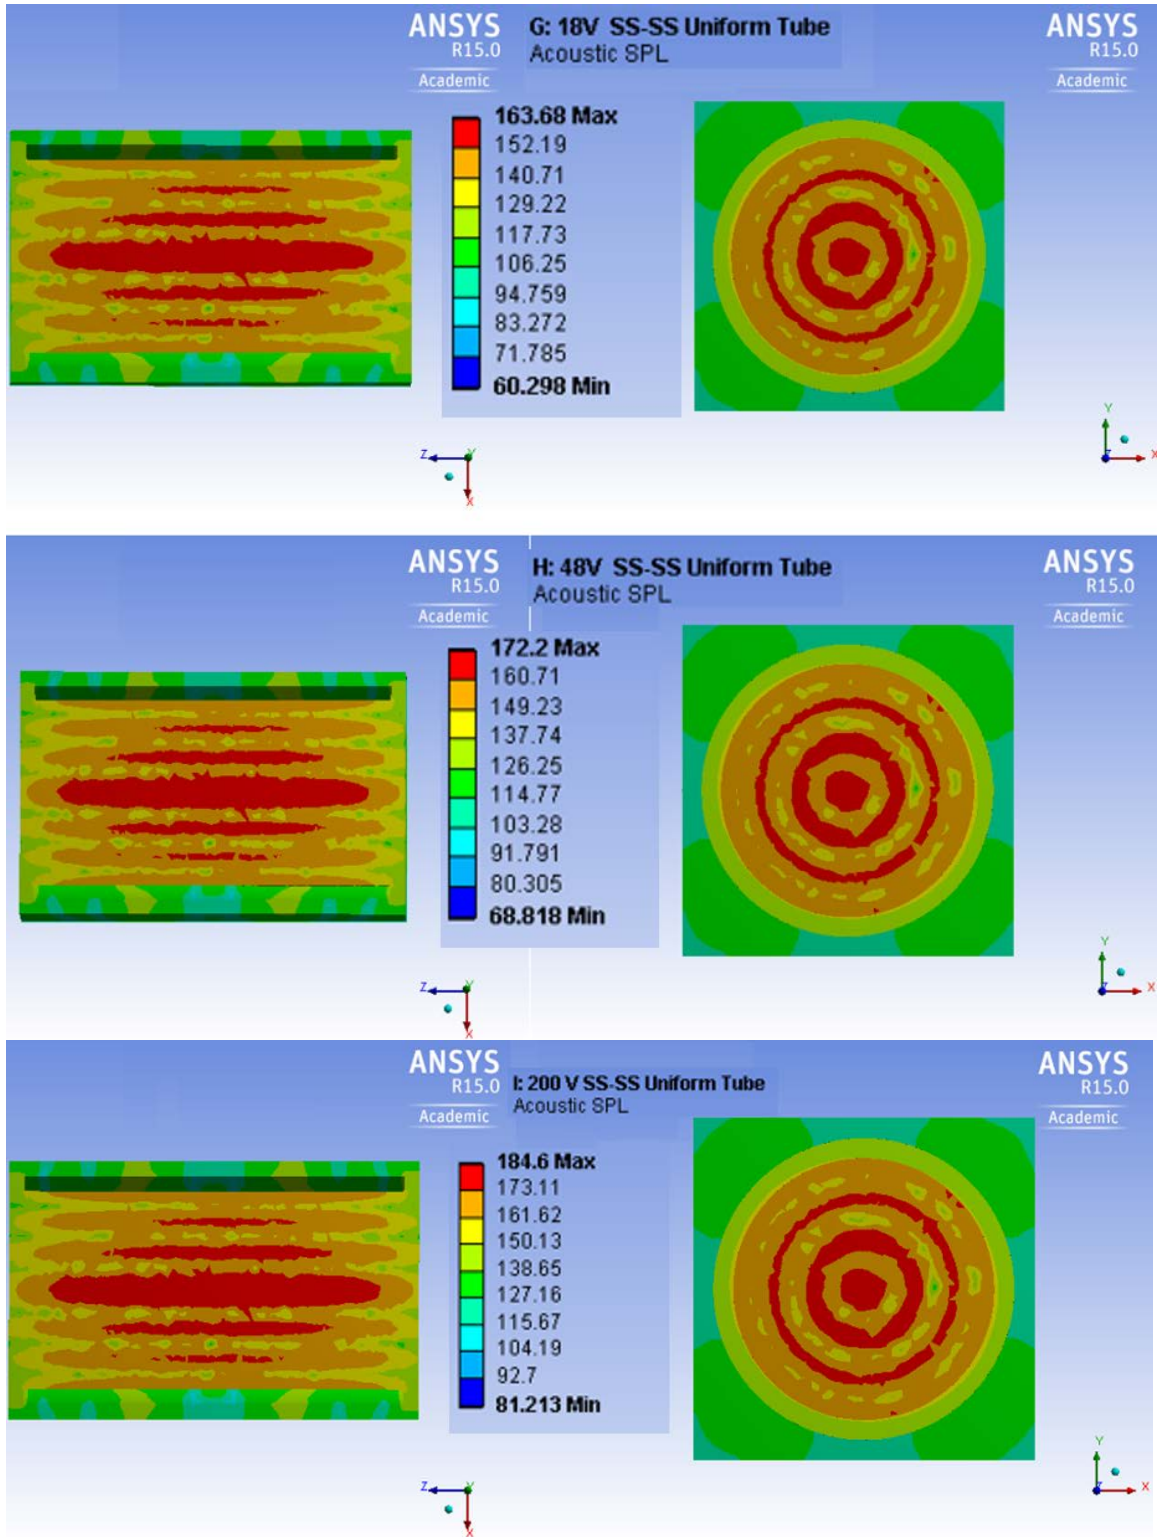 ANSYS
R15.0
Academic
G: 18V SS-SS Uniform Tube
Acoustic SPL
ANSYS
R15.0
Academic
163.68 Max
152.19
140.71
129.22
117.73
106.25
94.759
83.272
71.785
60.298 Min
Z
Y
X
Y
Z
X
ANSYS
R15.0
Academic
H: 48V SS-SS Uniform Tube
Acoustic SPL
ANSYS
R15.0
Academic
172.2 Max
160.71
149.23
137.74
126.25
114.77
103.28
91.791
80.305
68.818 Min
Z
Y
X
Y
Z
X
ANSYS
R15.0
Academic
I: 200 V SS-SS Uniform Tube
Acoustic SPL
ANSYS
R15.0
Academic
184.6 Max
173.11
161.62
150.13
138.65
127.16
115.67
104.19
92.7
81.213 Min
Z
Y
X
Y
Z
X